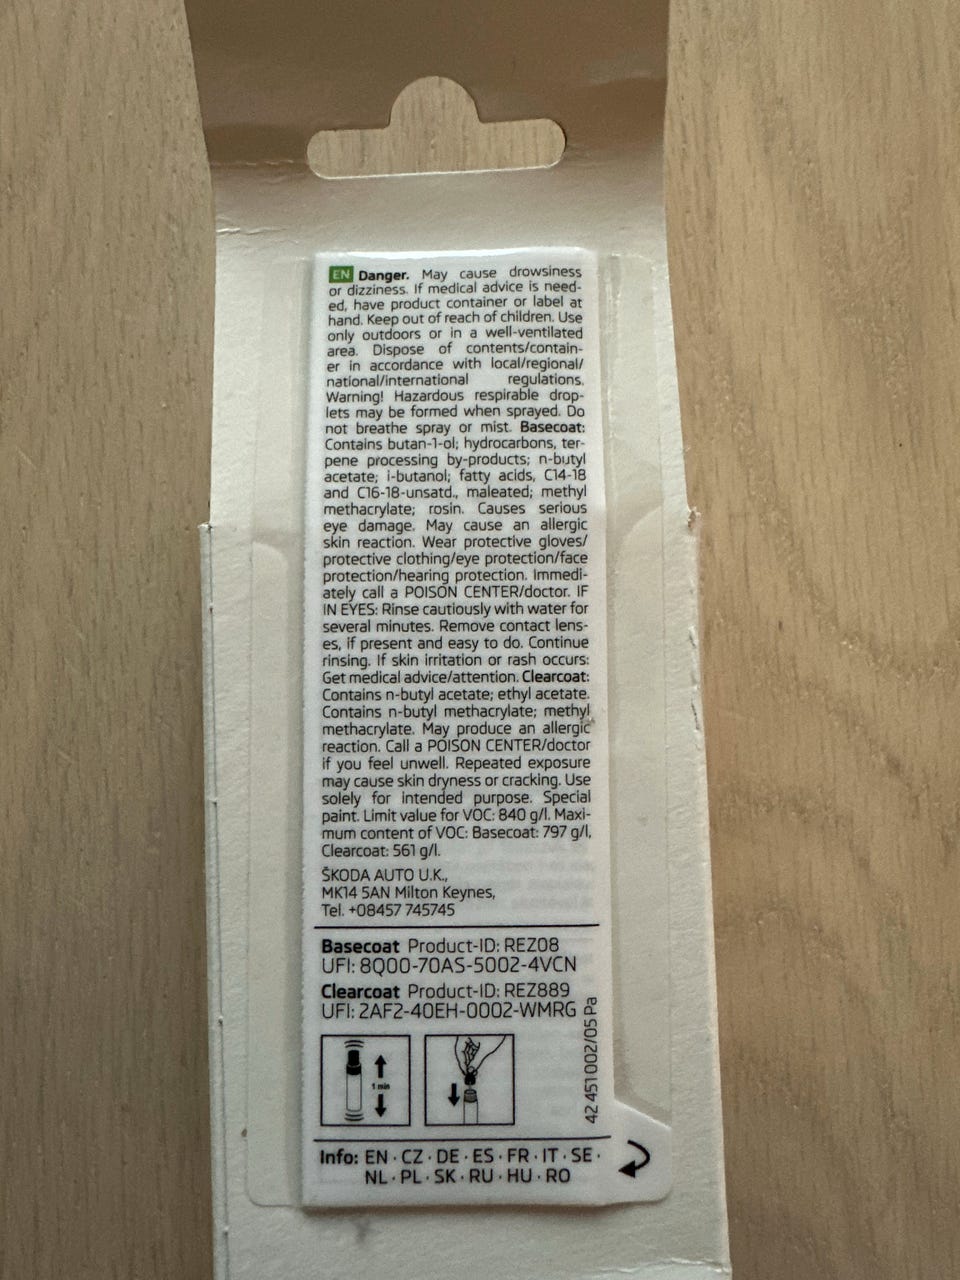 EN Danger. May cause drowsiness
or dizziness. If medical advice is need-
ed, have product container or label at
hand. Keep out of reach of children. Use
only outdoors or in a well-ventilated
area. Dispose of contents/contain-
er in accordance with local/regional/
national/international regulations.
Warning! Hazardous respirable drop-
lets may be formed when sprayed. Do
not breathe spray or mist. Basecoat:
Contains butan-1-ol; hydrocarbons, ter-
pene processing by-products; n-butyl
acetate; i-butanol; fatty acids, C14-18
and C16-18-unsatd., maleated; methyl
methacrylate; rosin. Causes serious
eye damage. May cause an allergic
skin reaction. Wear protective gloves/
protective clothing/eye protection/face
protection/hearing protection. Immedi-
ately call a POISON CENTER/doctor. IF
IN EYES: Rinse cautiously with water for
several minutes. Remove contact lens-
es, if present and easy to do. Continue
rinsing. If skin irritation or rash occurs:
Get medical advice/attention. Clearcoat:
Contains n-butyl acetate; ethyl acetate.
Contains n-butyl methacrylate; methyl
methacrylate. May produce an allergic
reaction. Call a POISON CENTER/doctor
if you feel unwell. Repeated exposure
may cause skin dryness or cracking. Use
solely for intended purpose. Special
paint. Limit value for VOC: 840 g/l. Maxi-
mum content of VOC: Basecoat: 797 g/l,
Clearcoat: 561 g/l.
ŠKODA AUTO U.K.,
MK14 5AN Milton Keynes,
Tel. +08457 745745
Basecoat Product-ID: REZ08
UFI: 8Q00-70AS-5002-4VCN
Clearcoat Product-ID: REZ889
UFI: 2AF2-40EH-0002-WMRG
1 min
42 451 002/05 Pa
Info: EN · CZ · DE · ES · FR · IT · SE ·
NL · PL · SK · RU · HU · RO